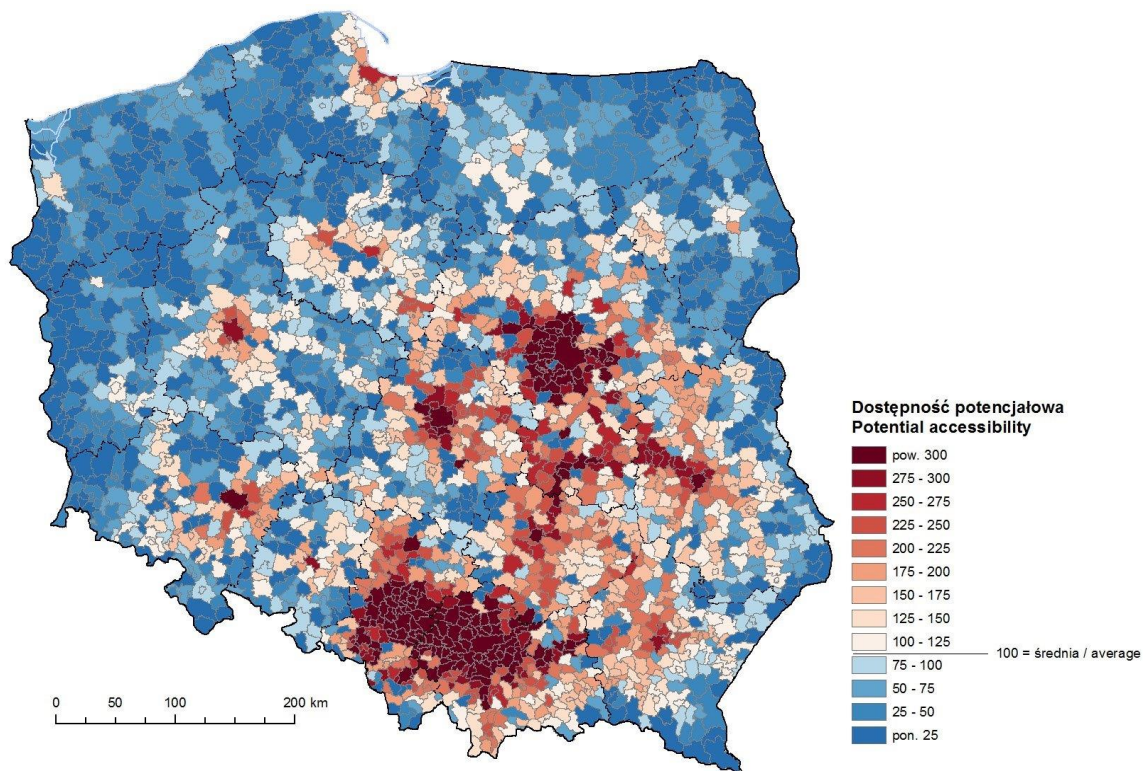 Dostępność potencjałowa
Potential accessibility
pow. 300
275 - 300
250 - 275
225 - 250
200 - 225
175 - 200
150 - 175
125 - 150
100 - 125
100 = średnia / average
75 - 100
50 - 75
25 - 50
pon. 25
0 50 100 200 km